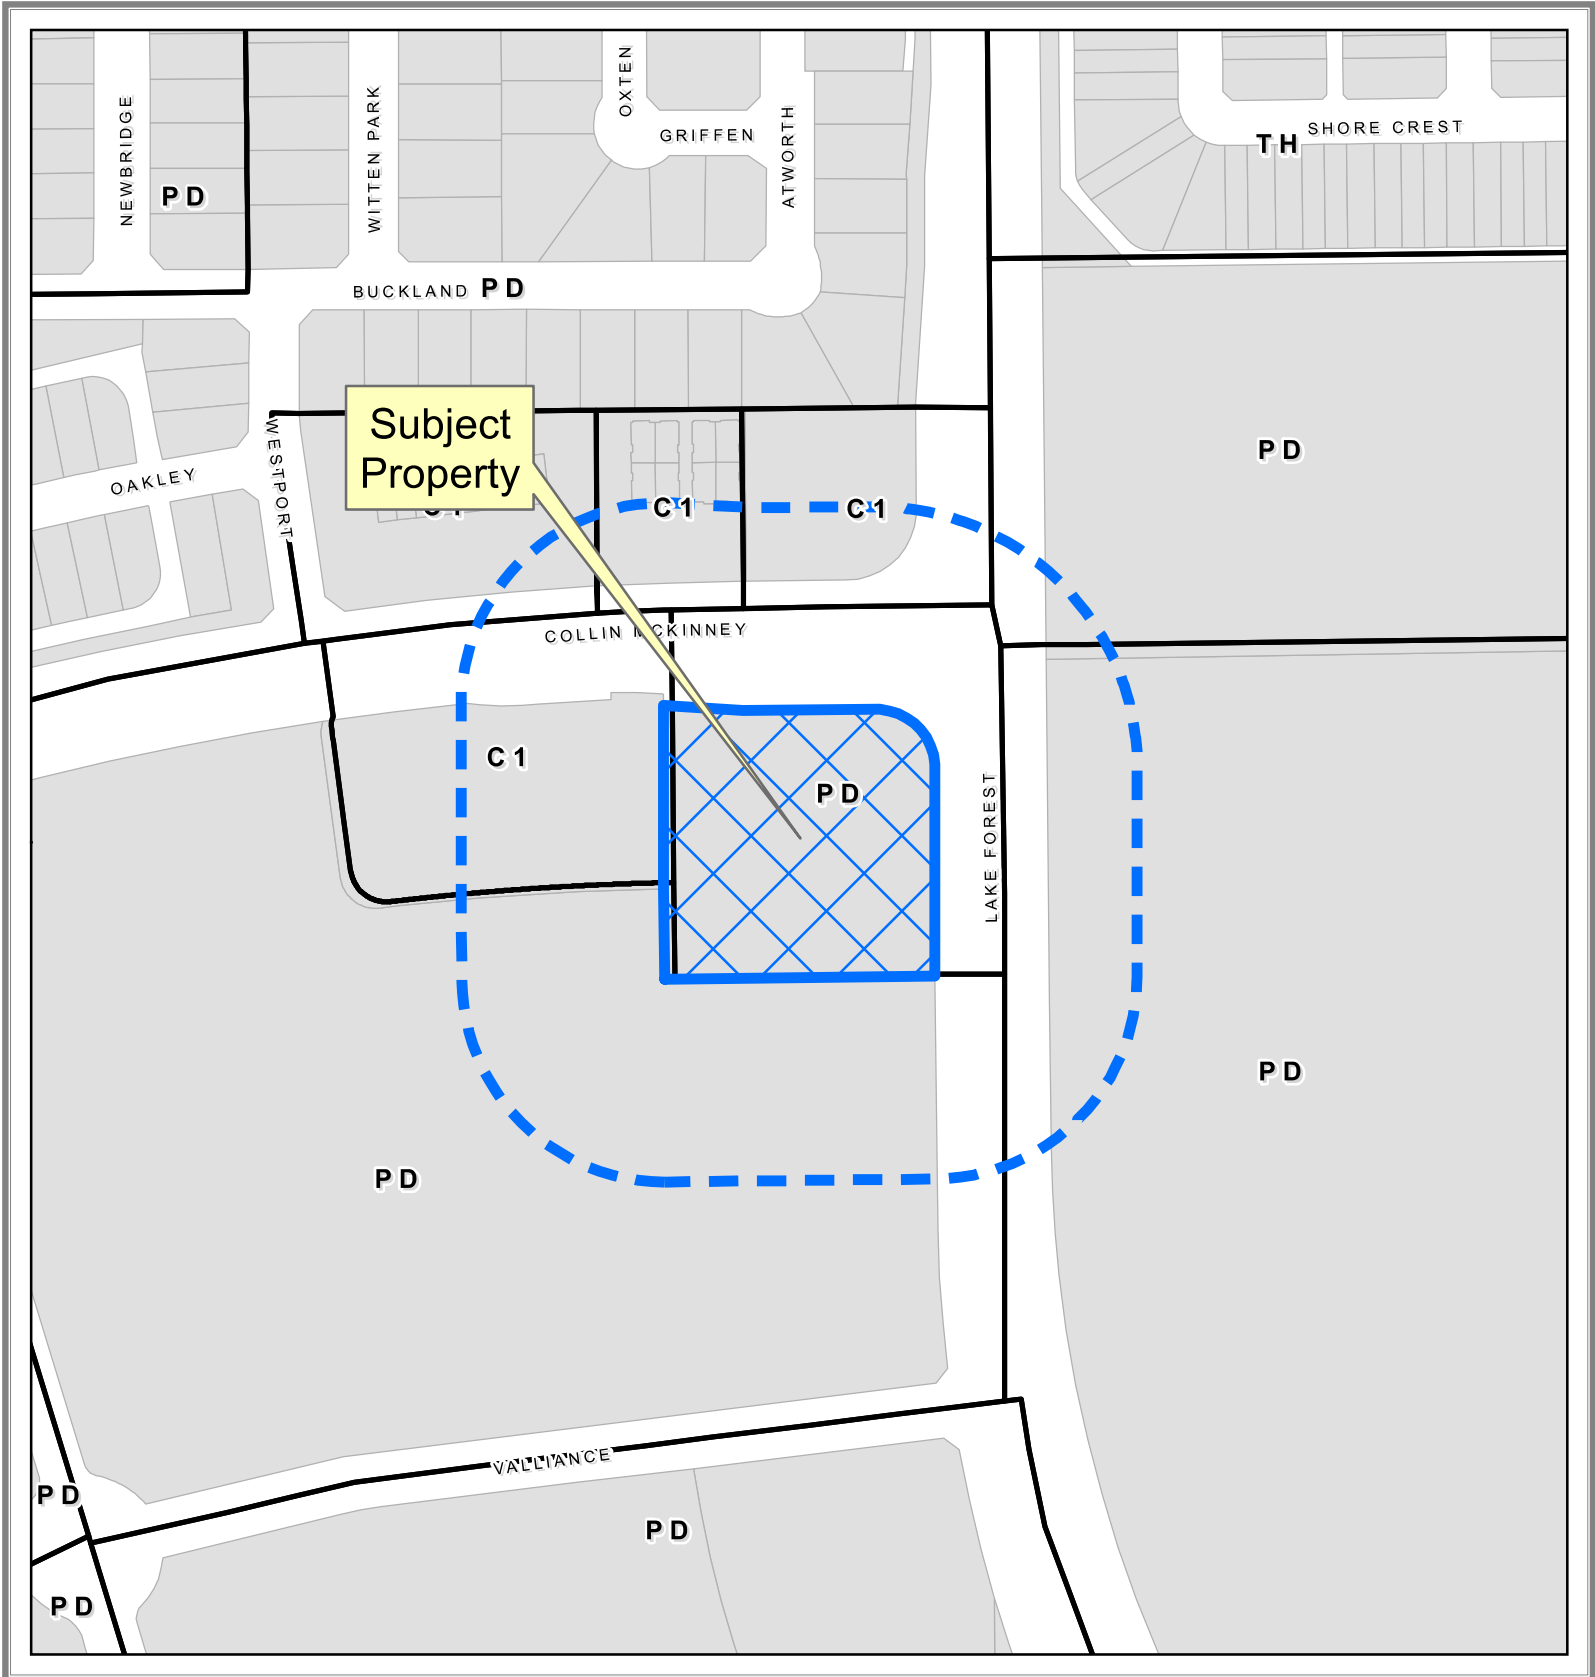 OXTEN
NEWBRIDGE
WITTEN PARK
GRIFFEN
ATWORTH
SHORE CREST
TH
PD
BUCKLAND PD
Subject
Property
WESTPORT
OAKLEY
PD
C1
C1
COLLIN MCKINNEY
C1
PD
LAKE FOREST
PD
PD
VALLIANCE
PD
PD
PD